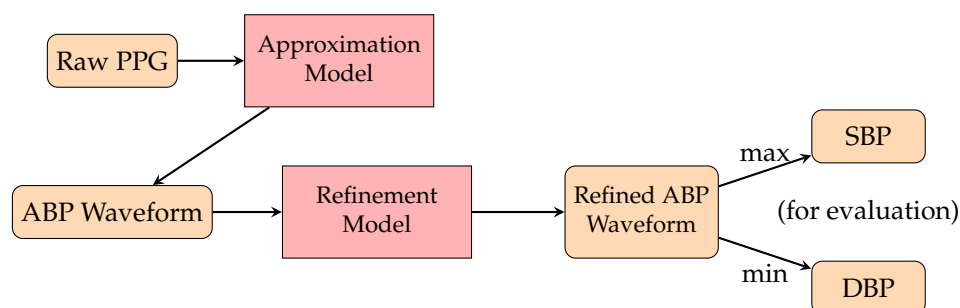 Raw PPG
Approximation
Model
ABP Waveform
Refinement
Model
Refined ABP
Waveform
max
SBP
(for evaluation)
min
DBP